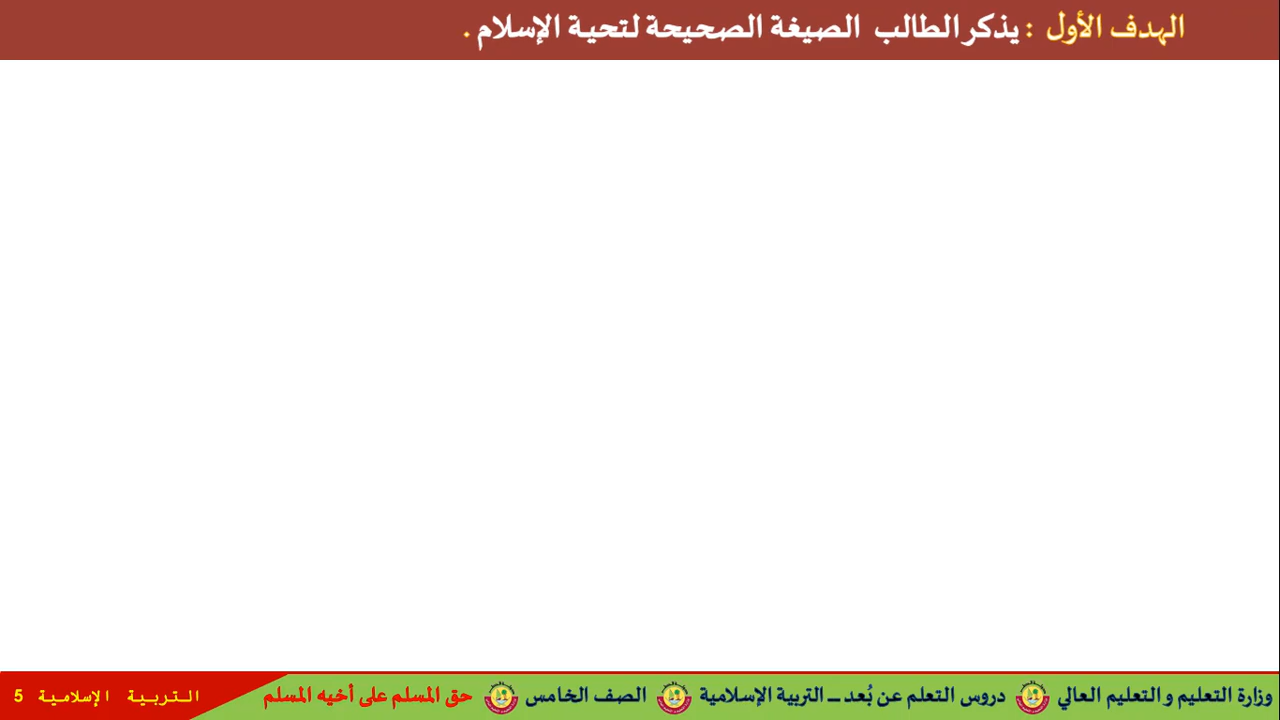 الهدف الأول : يذكر الطالب الصيغة الصحيحة لتحية الإسلام .
وزارة التعليم و التعليم العالي دروس التعلم عن بُعد ــ التربية الإسلامية الصف الخامس حق المسلم على أخيه المسلم التربية الإسلامية 5